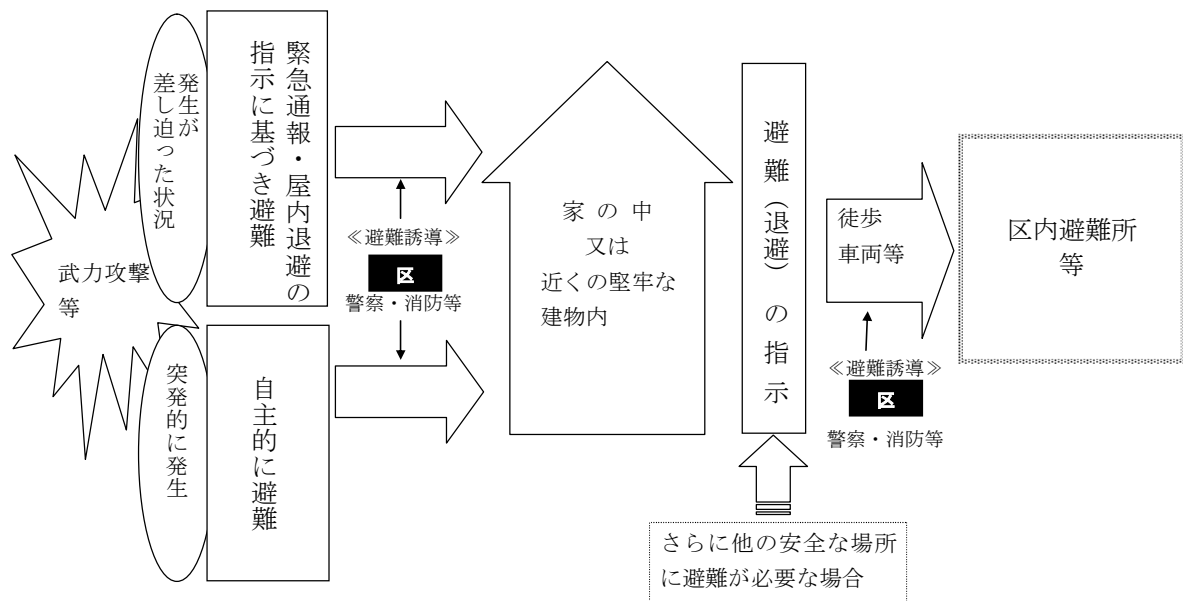 武力攻撃
等
発生が
差し迫った状況
突発的に発生
緊急通報・屋内退避の
指示に基づき避難
自主的に避難
≪避難誘導≫
区
警察・消防等
家の中
又は
近くの堅牢な
建物内
避難(退避)の指示
さらに他の安全な場所
に避難が必要な場合
徒歩
車両等
≪避難誘導≫
区
警察・消防等
区内避難所
等